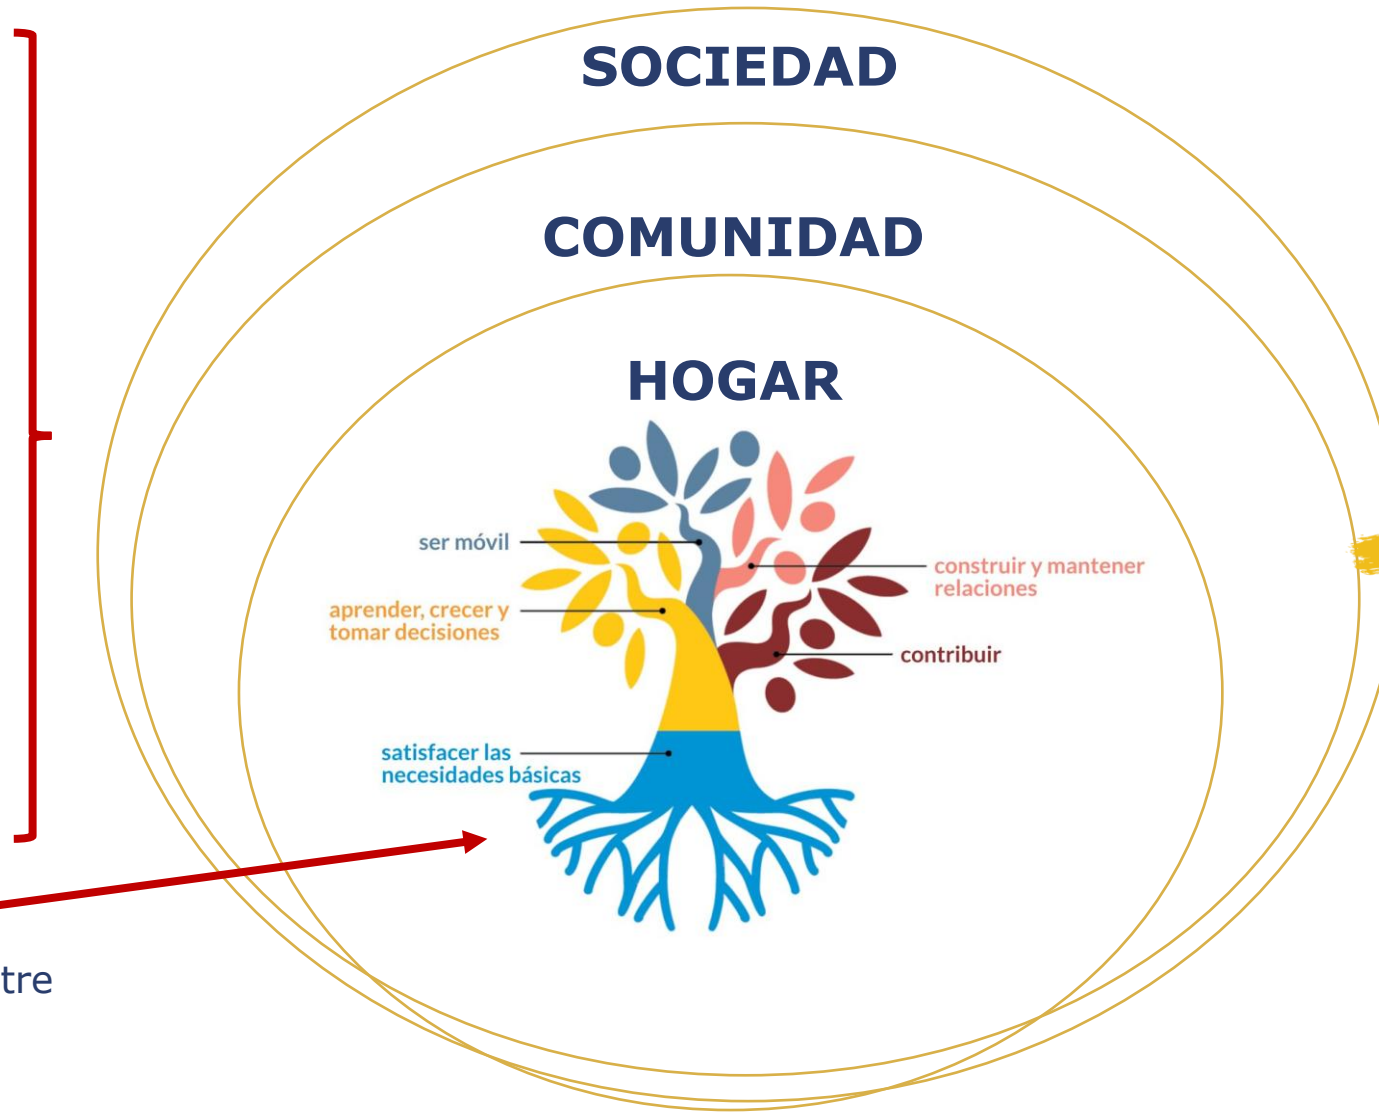 SOCIEDAD
COMUNIDAD
HOGAR
ser móvil
construir y mantener
relaciones
aprender, crecer y
tomar decisiones
contribuir
satisfacer las
necesidades básicas
tre